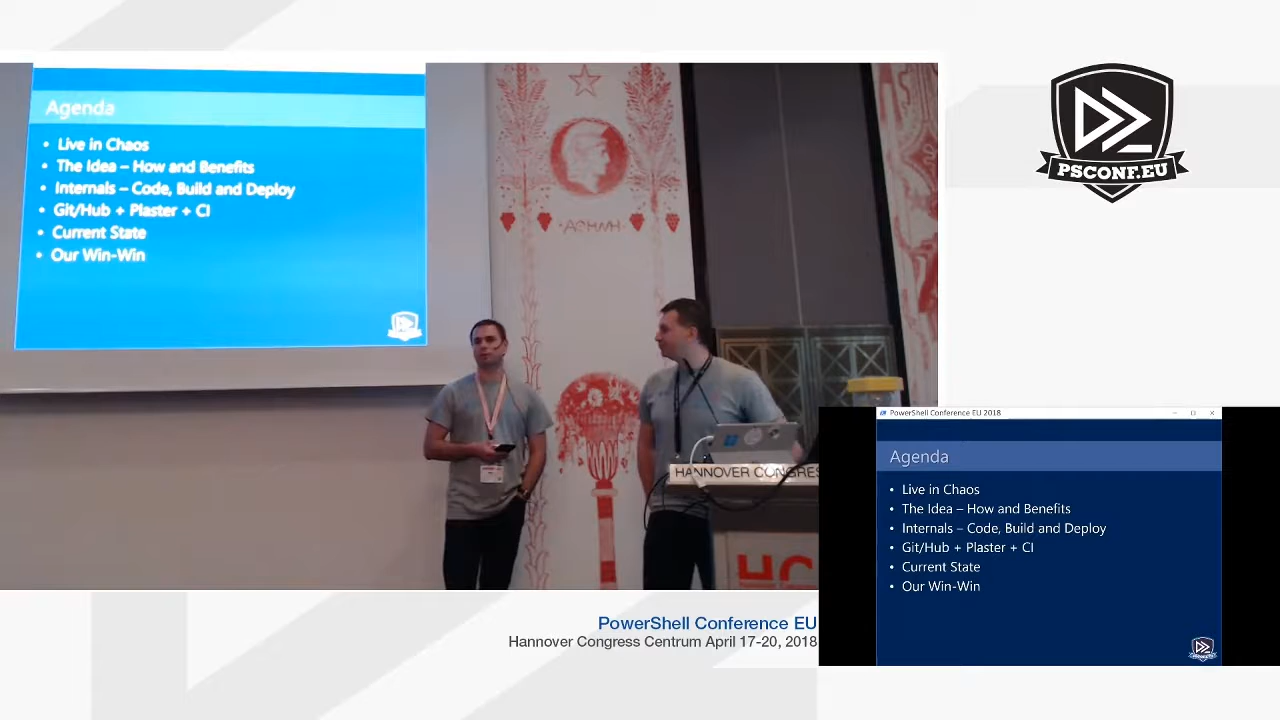 Agenda
• Live in Chaos
• The Idea – How and Benefits
• Internals – Code, Build and Deploy
• Git/Hub + Plaster + CI
• Current State
• Our Win-Win
PSCONF.EU
HANNOVER CONGRES
PowerShell Conference EU 2018
Agenda
• Live in Chaos
• The Idea – How and Benefits
• Internals – Code, Build and Deploy
• Git/Hub + Plaster + CI
• Current State
• Our Win-Win
PowerShell Conference EU
Hannover Congress Centrum April 17-20, 2018